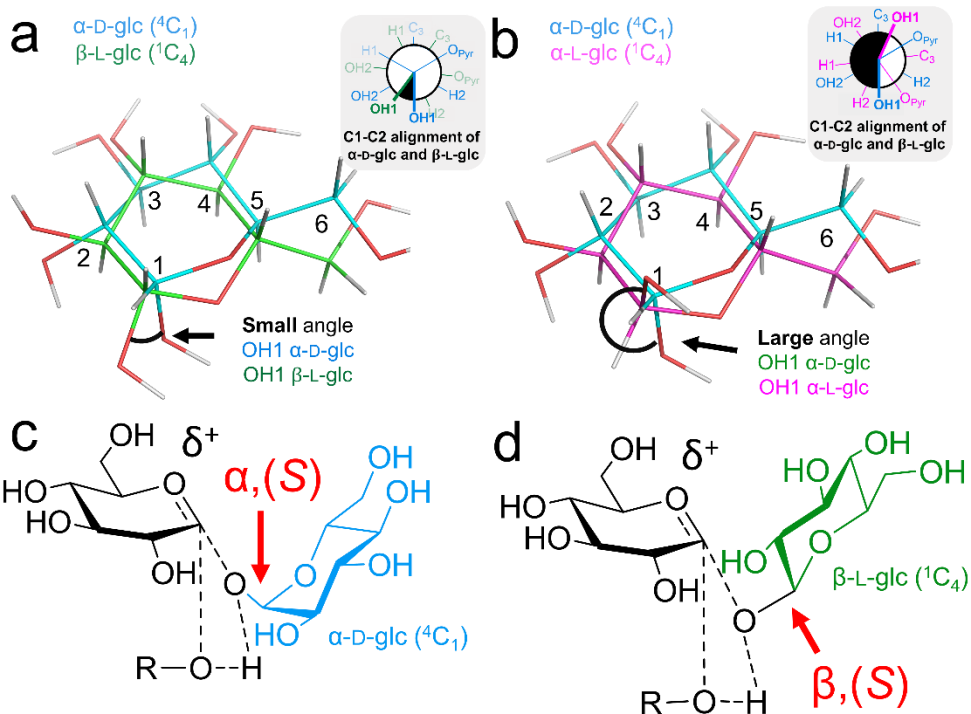 a
α-D-glc (⁴C₁)
β-L-glc (¹C₄)
H1
C₃
C₃
H1
OPyr
OH2
OPyr
OH2
H2
OH1
OH1
H2
C1-C2 alignment of
α-D-glc and β-L-glc
3
5
4
6
2
1
Small angle
OH1 α-D-glc
OH1 β-L-glc
b
α-D-glc (⁴C₁)
α-L-glc (¹C₄)
C₃
OH1
OH2
H1
OPyr
H1
C₃
OH2
H2
H2
OPyr
OH1
C1-C2 alignment of
α-D-glc and β-L-glc
2
3
5
4
6
1
Large angle
OH1 α-D-glc
OH1 α-L-glc
c
OH
δ⁺
α,(S)
OH
HO
O
OH
HO
O
OH
OH
O
HO
α-D-glc (⁴C₁)
R
O
H
d
OH
δ⁺
OH
HO
OH
HO
O
HO
HO
O
OH
β-L-glc (¹C₄)
O
R
O
H
β,(S)